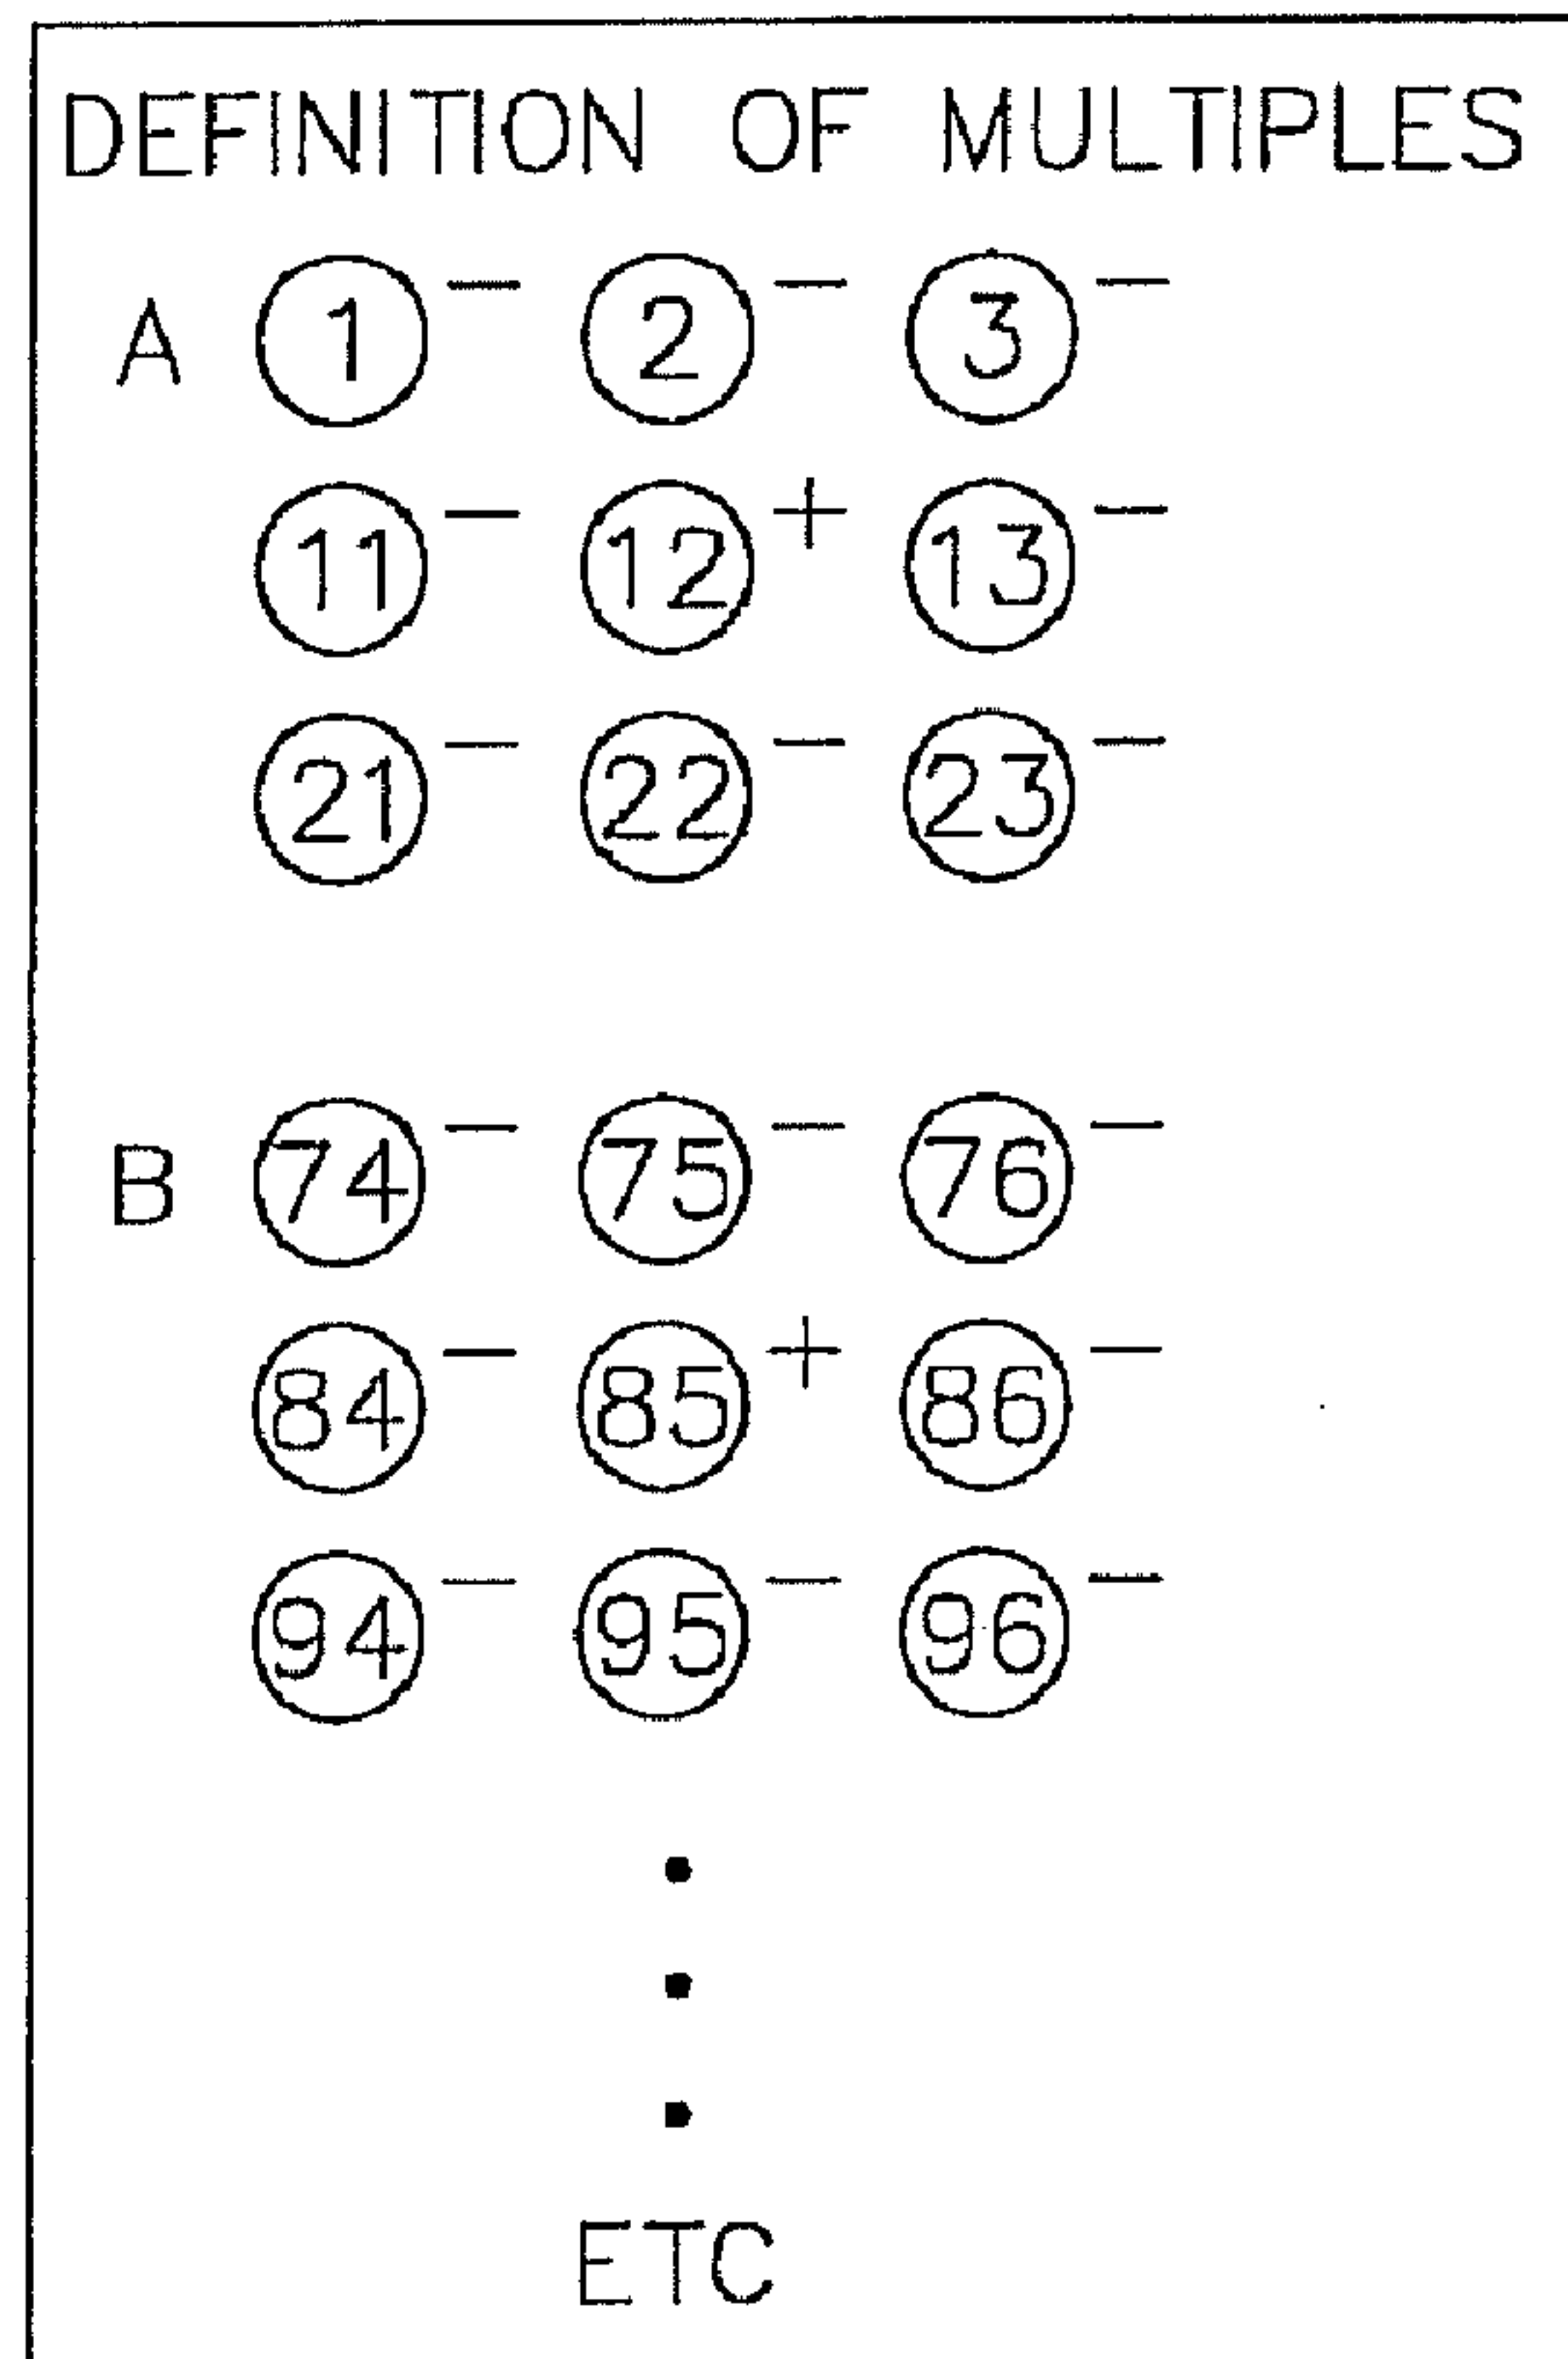 DEFINITION OF MULTIPLES
A 1 − 2 − 3 −
11 − 12 + 13 −
21 − 22 − 23 −
B 74 − 75 − 76 −
84 − 85 + 86 −
94 − 95 − 96 −
ETC